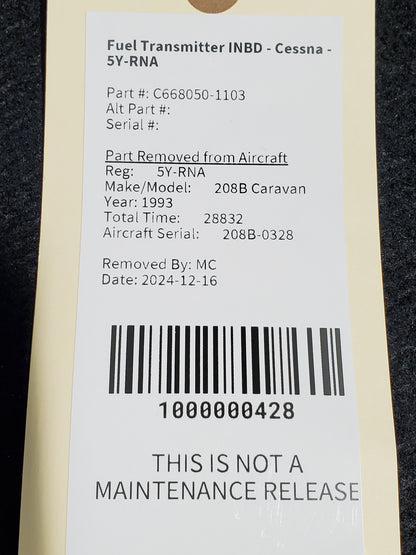 Fuel Transmitter INBD - Cessna -
5Y-RNA
Part #: C668050-1103
Alt Part #:
Serial #:
Part Removed from Aircraft
Reg: 5Y-RNA
Make/Model: 208B Caravan
Year: 1993
Total Time: 28832
Aircraft Serial: 208B-0328
Removed By: MC
Date: 2024-12-16
1000000428
THIS IS NOT A
MAINTENANCE RELEASE